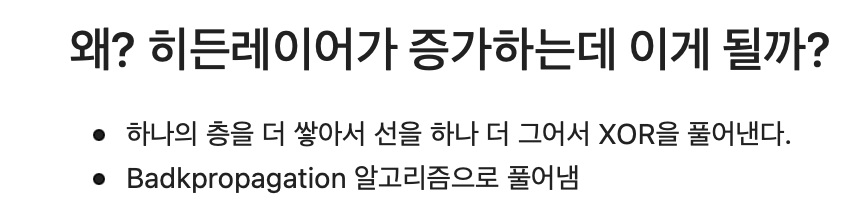 왜? 히든레이어가 증가하는데 이게 될까?
• 하나의 층을 더 쌓아서 선을 하나 더 그어서 XOR을 풀어낸다.
• Badkpropagation 알고리즘으로 풀어냄